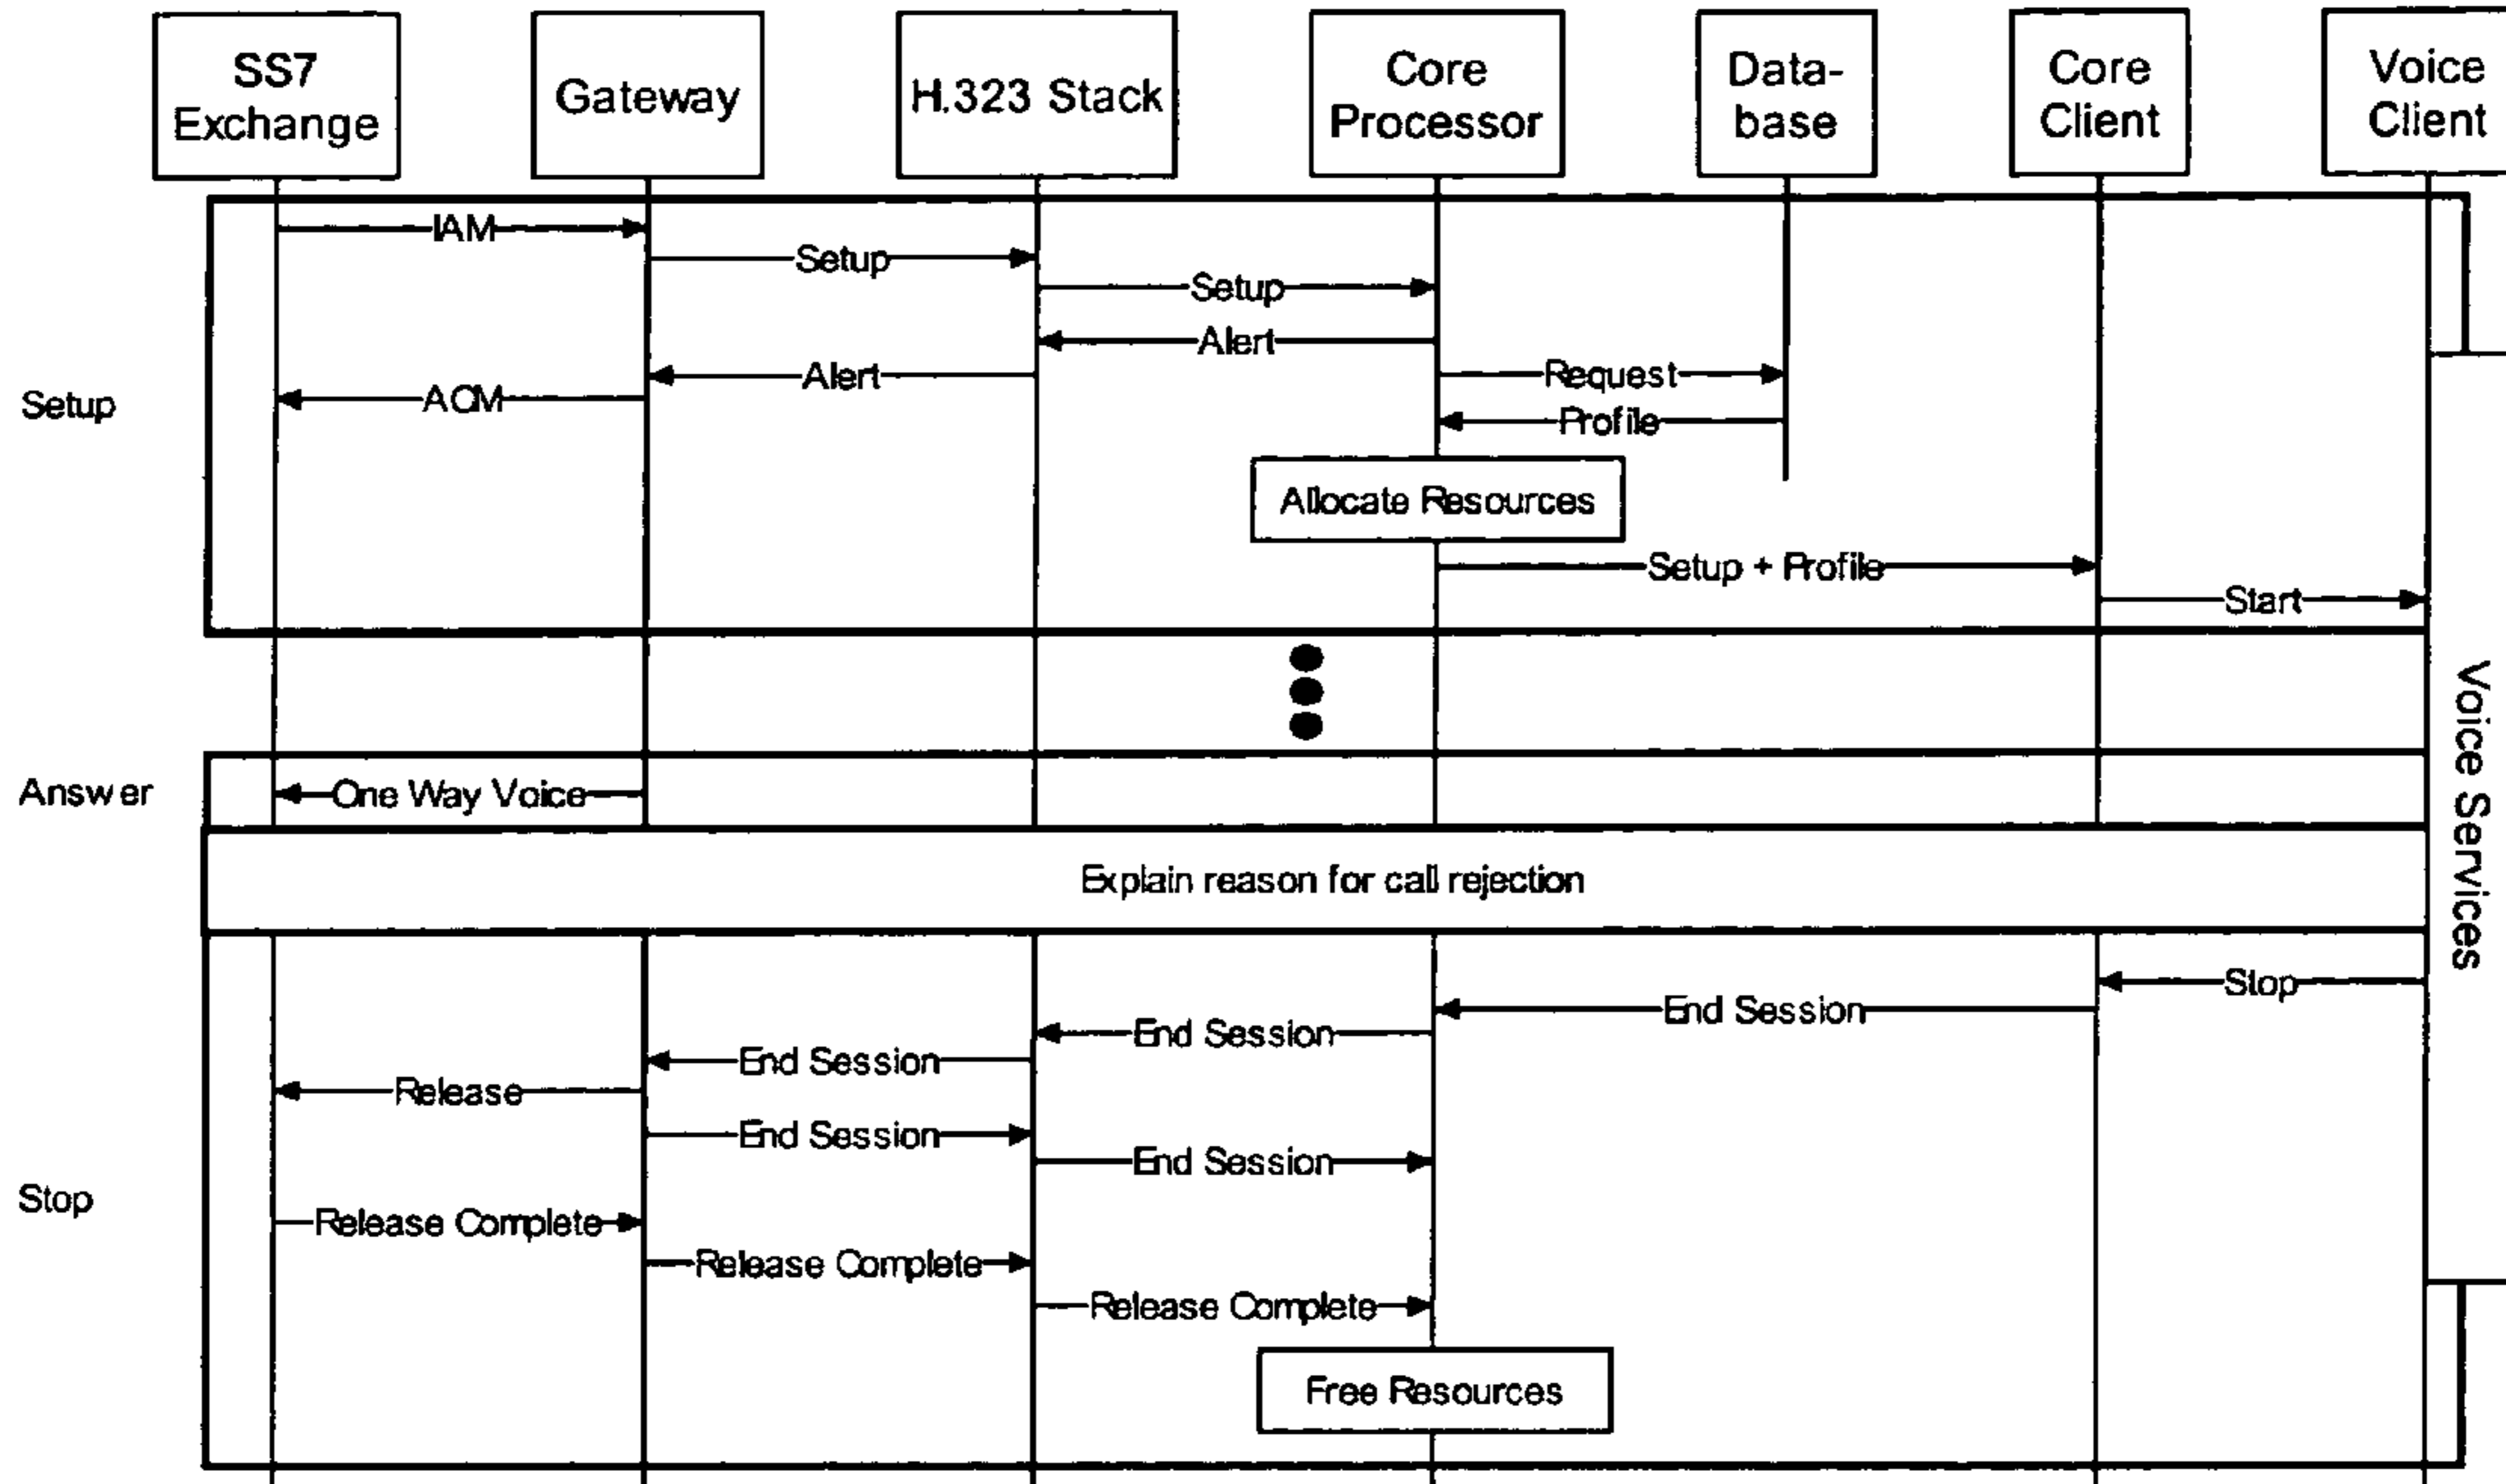 SS7
Exchange
Gateway
H.323 Stack
Core
Processor
Data-
base
Core
Client
Voice
Client
IAM
Setup
Setup
Alert
Alert
Request
ACM
Setup
Profile
Allocate Resources
Setup + Profile
Start
Voice Services
Answer
One Way Voice
Explain reason for call rejection
Stop
End Session
End Session
End Session
Release
End Session
End Session
Stop
Release Complete
Release Complete
Release Complete
Free Resources